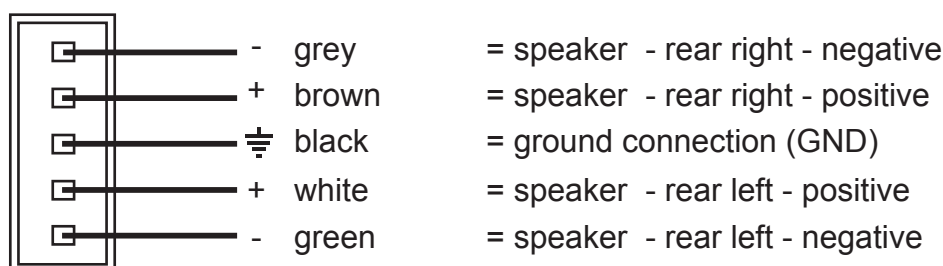 - grey = speaker - rear right - negative
+ brown = speaker - rear right - positive
black = ground connection (GND)
+ white = speaker - rear left - positive
- green = speaker - rear left - negative